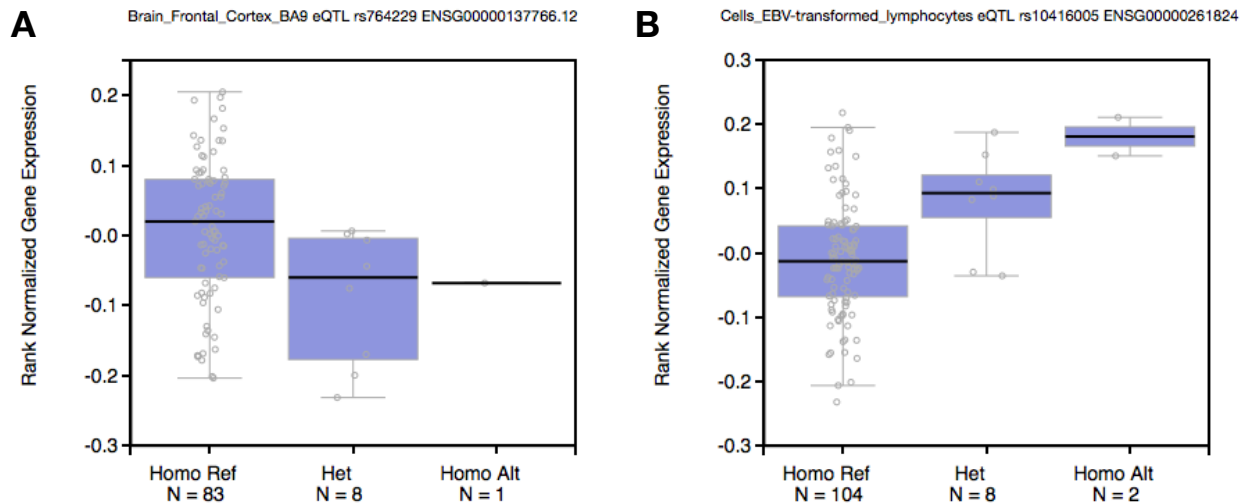 A
Brain_Frontal_Cortex_BA9 eQTL rs764229 ENSG00000137766.12
Rank Normalized Gene Expression
0.2
0.1
-0.0
-0.1
-0.2
-0.3
Homo Ref Het Homo Alt
N = 83 N = 8 N = 1
B
Cells_EBV-transformed_lymphocytes eQTL rs10416005 ENSG00000261824
Rank Normalized Gene Expression
0.3
0.2
0.1
-0.0
-0.1
-0.2
-0.3
Homo Ref Het Homo Alt
N = 104 N = 8 N = 2